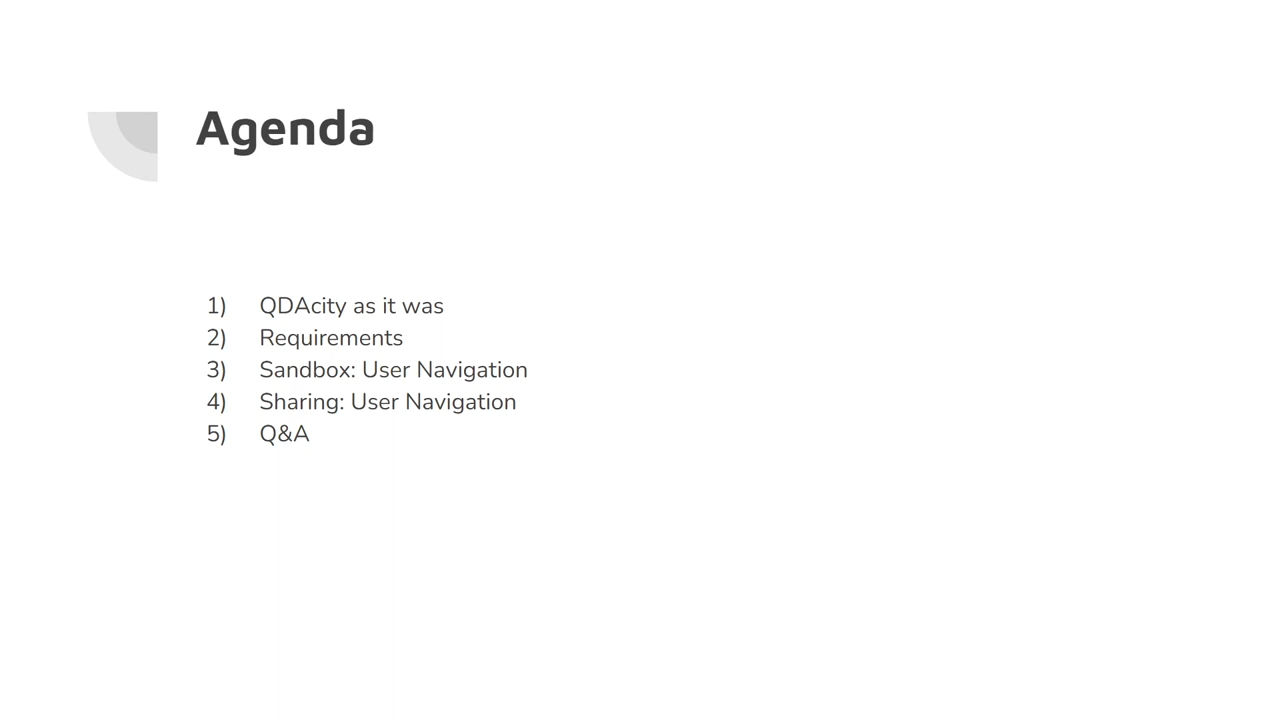 Agenda
1) QDAcity as it was
2) Requirements
3) Sandbox: User Navigation
4) Sharing: User Navigation
5) Q&A